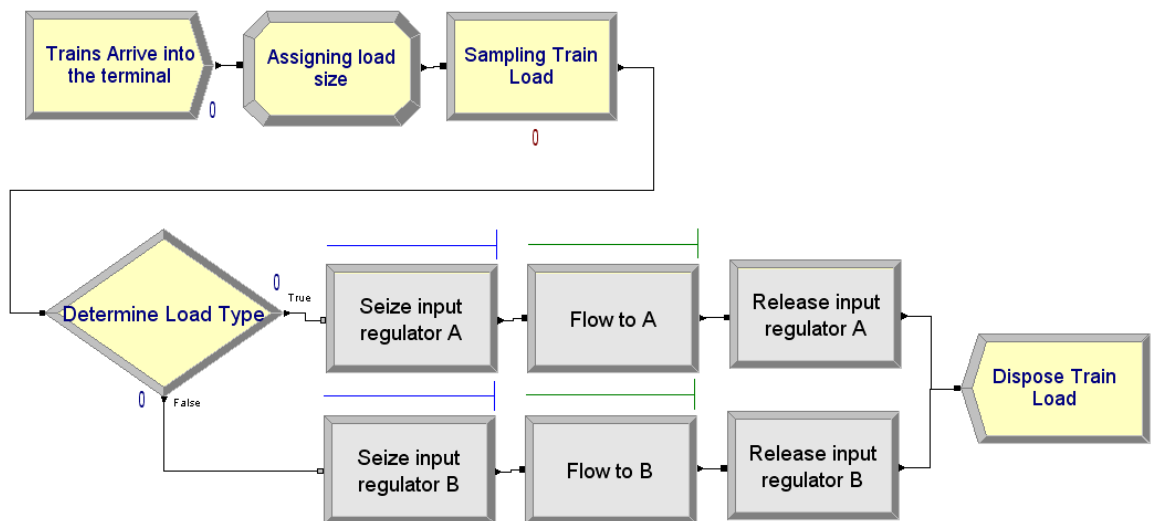 Trains Arrive into
the terminal
0
Assigning load
size
Sampling Train
Load
0
Determine Load Type
0
True
0
False
Seize input
regulator A
Flow to A
Release input
regulator A
Seize input
regulator B
Flow to B
Release input
regulator B
Dispose Train
Load